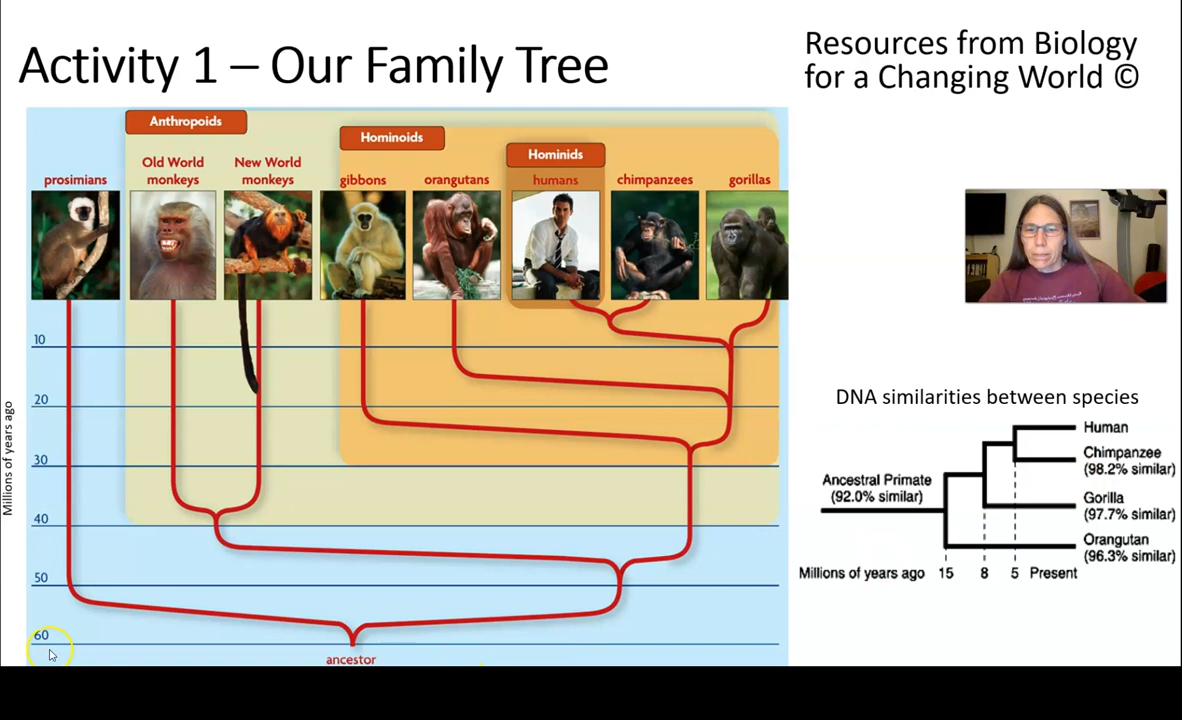 Activity 1 – Our Family Tree
Resources from Biology
for a Changing World ©
Anthropoids
Hominoids
Hominids
prosimians
Old World
monkeys
New World
monkeys
gibbons
orangutans
humans
chimpanzees
gorillas
Millions of years ago
10
20
30
40
50
60
ancestor
DNA similarities between species
Human
Chimpanzee
(98.2% similar)
Ancestral Primate
(92.0% similar)
Gorilla
(97.7% similar)
Orangutan
(96.3% similar)
Millions of years ago 15 8 5 Present